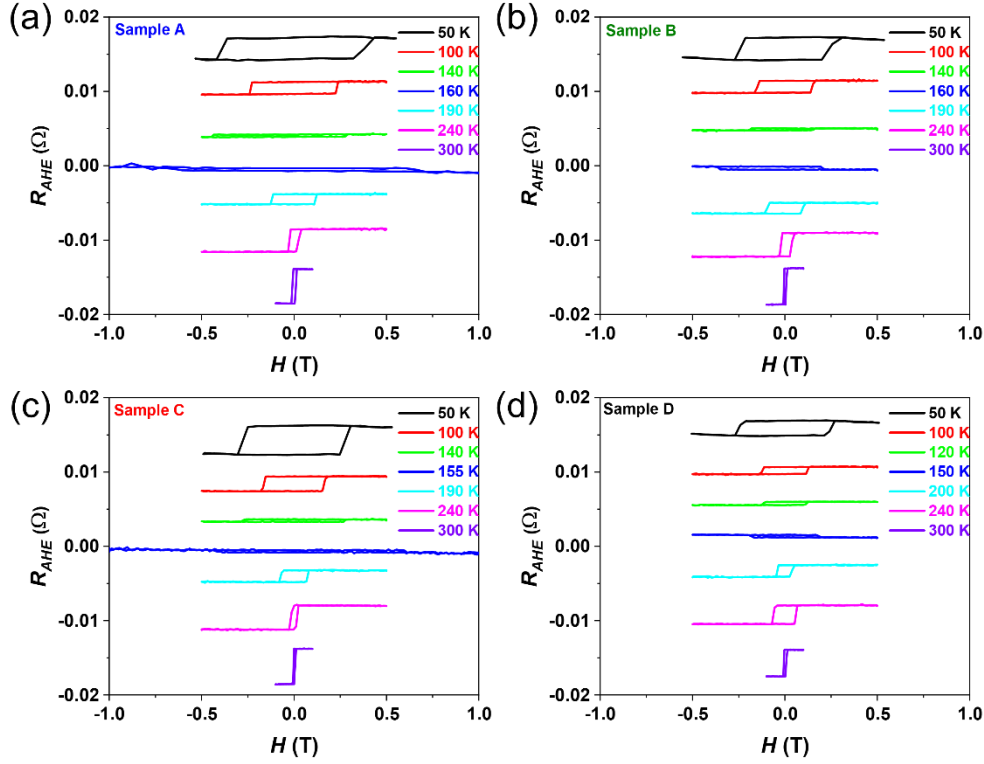 (a)
Sample A
50 K
100 K
140 K
160 K
190 K
240 K
300 K
0.02
0.01
0.00
-0.01
-0.02
R_AHE (Ω)
-1.0 -0.5 0.0 0.5 1.0
H (T)
(b)
Sample B
50 K
100 K
140 K
160 K
190 K
240 K
300 K
0.02
0.01
0.00
-0.01
-0.02
R_AHE (Ω)
-1.0 -0.5 0.0 0.5 1.0
H (T)
(c)
Sample C
50 K
100 K
140 K
155 K
190 K
240 K
300 K
0.02
0.01
0.00
-0.01
-0.02
R_AHE (Ω)
-1.0 -0.5 0.0 0.5 1.0
H (T)
(d)
Sample D
50 K
100 K
120 K
150 K
200 K
240 K
300 K
0.02
0.01
0.00
-0.01
-0.02
R_AHE (Ω)
-1.0 -0.5 0.0 0.5 1.0
H (T)